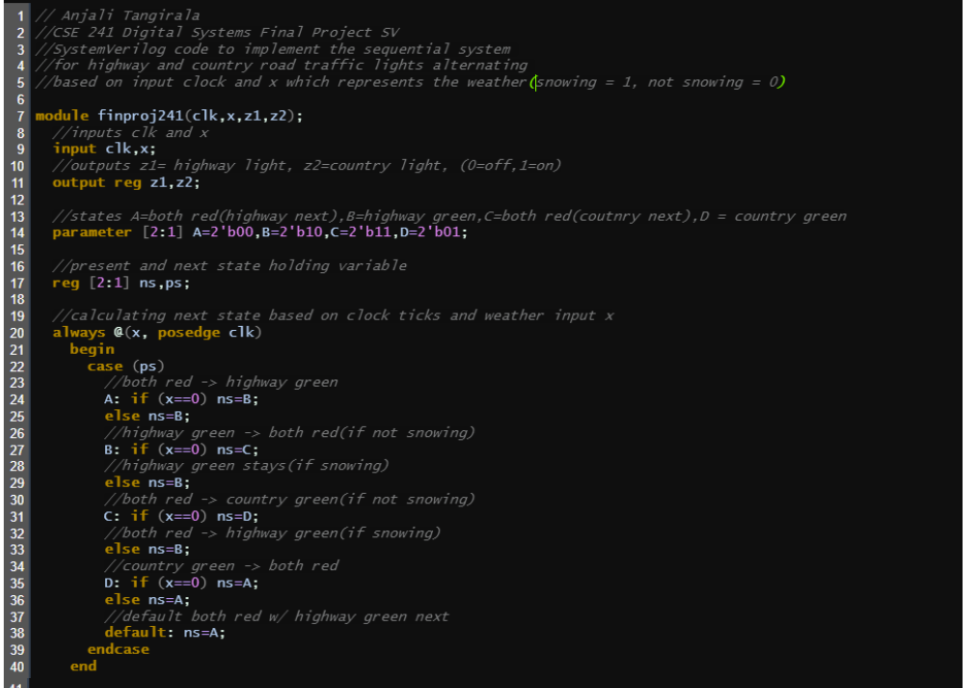 1 // Anjali Tangirala
2 //CSE 241 Digital Systems Final Project SV
3 //SystemVerilog code to implement the sequential system
4 //for highway and country road traffic lights alternating
5 //based on input clock and x which represents the weather(snowing = 1, not snowing = 0)
6
7 module finproj241(clk,x,z1,z2);
8 //inputs clk and x
9 input clk,x;
10 //outputs z1= highway light, z2=country light, (0=off,1=on)
11 output reg z1,z2;
12
13 //states A=both red(highway next),B=highway green,C=both red(coutnry next),D = country green
14 parameter [2:1] A=2'b00,B=2'b10,C=2'b11,D=2'b01;
15
16 //present and next state holding variable
17 reg [2:1] ns,ps;
18
19 //calculating next state based on clock ticks and weather input x
20 always @(x, posedge clk)
21 begin
22 case (ps)
23 //both red -> highway green
24 A: if (x==0) ns=B;
25 else ns=B;
26 //highway green -> both red(if not snowing)
27 B: if (x==0) ns=C;
28 //highway green stays(if snowing)
29 else ns=B;
30 //both red -> country green(if not snowing)
31 C: if (x==0) ns=D;
32 //both red -> highway green(if snowing)
33 else ns=B;
34 //country green -> both red
35 D: if (x==0) ns=A;
36 else ns=A;
37 //default both red w/ highway green next
38 default: ns=A;
39 endcase
40 end